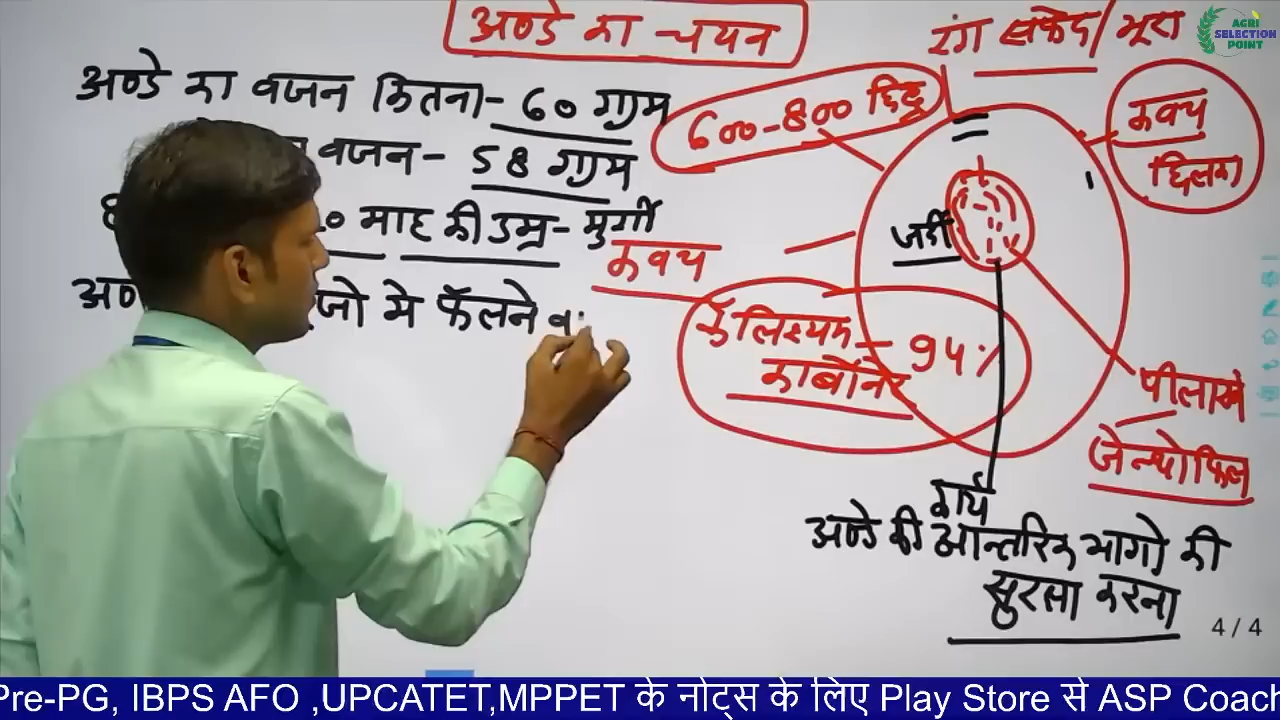 अण्डे का चयन
रंग सफेद/भूरा
AGRI
SELECTION
POINT
अण्डे का वजन कितना- 60 ग्राम
वजन- 58 ग्राम
माह की उम्र- मुर्गी
में फॅलने
600-800 छिद्र
कवच
छिलका
जर्दी
कवच
कॅलिश्यम - 94%
कार्बोनेट
पीलाखे
जेन्थोफिल
कार्य
अण्डे की आन्तरिक भागो की
सुरसा करना
4/4
Pre-PG, IBPS AFO ,UPCATET,MPPET के नोट्स के लिए Play Store से ASP Coach